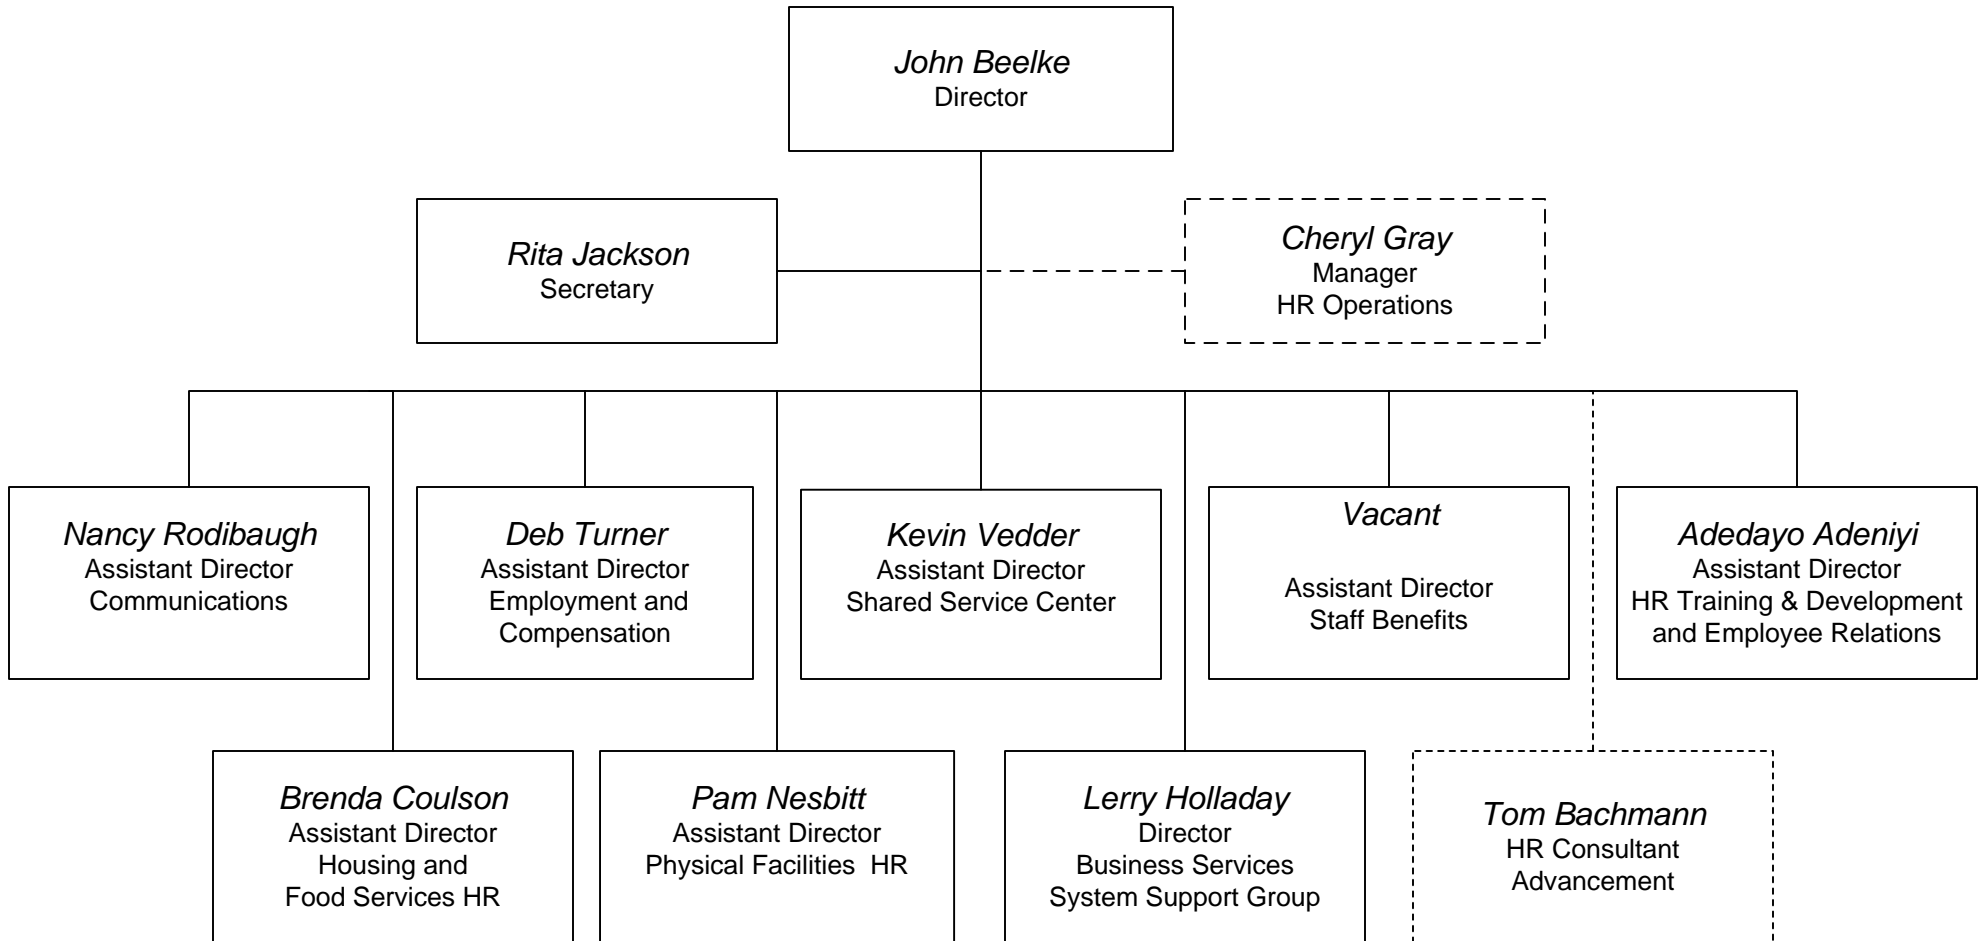 John Beelke
Director
Rita Jackson
Secretary
Cheryl Gray
Manager
HR Operations
Nancy Rodibaugh
Assistant Director
Communications
Deb Turner
Assistant Director
Employment and
Compensation
Kevin Vedder
Assistant Director
Shared Service Center
Vacant
Assistant Director
Staff Benefits
Adedayo Adeniyi
Assistant Director
HR Training & Development
and Employee Relations
Brenda Coulson
Assistant Director
Housing and
Food Services HR
Pam Nesbitt
Assistant Director
Physical Facilities HR
Lerry Holladay
Director
Business Services
System Support Group
Tom Bachmann
HR Consultant
Advancement